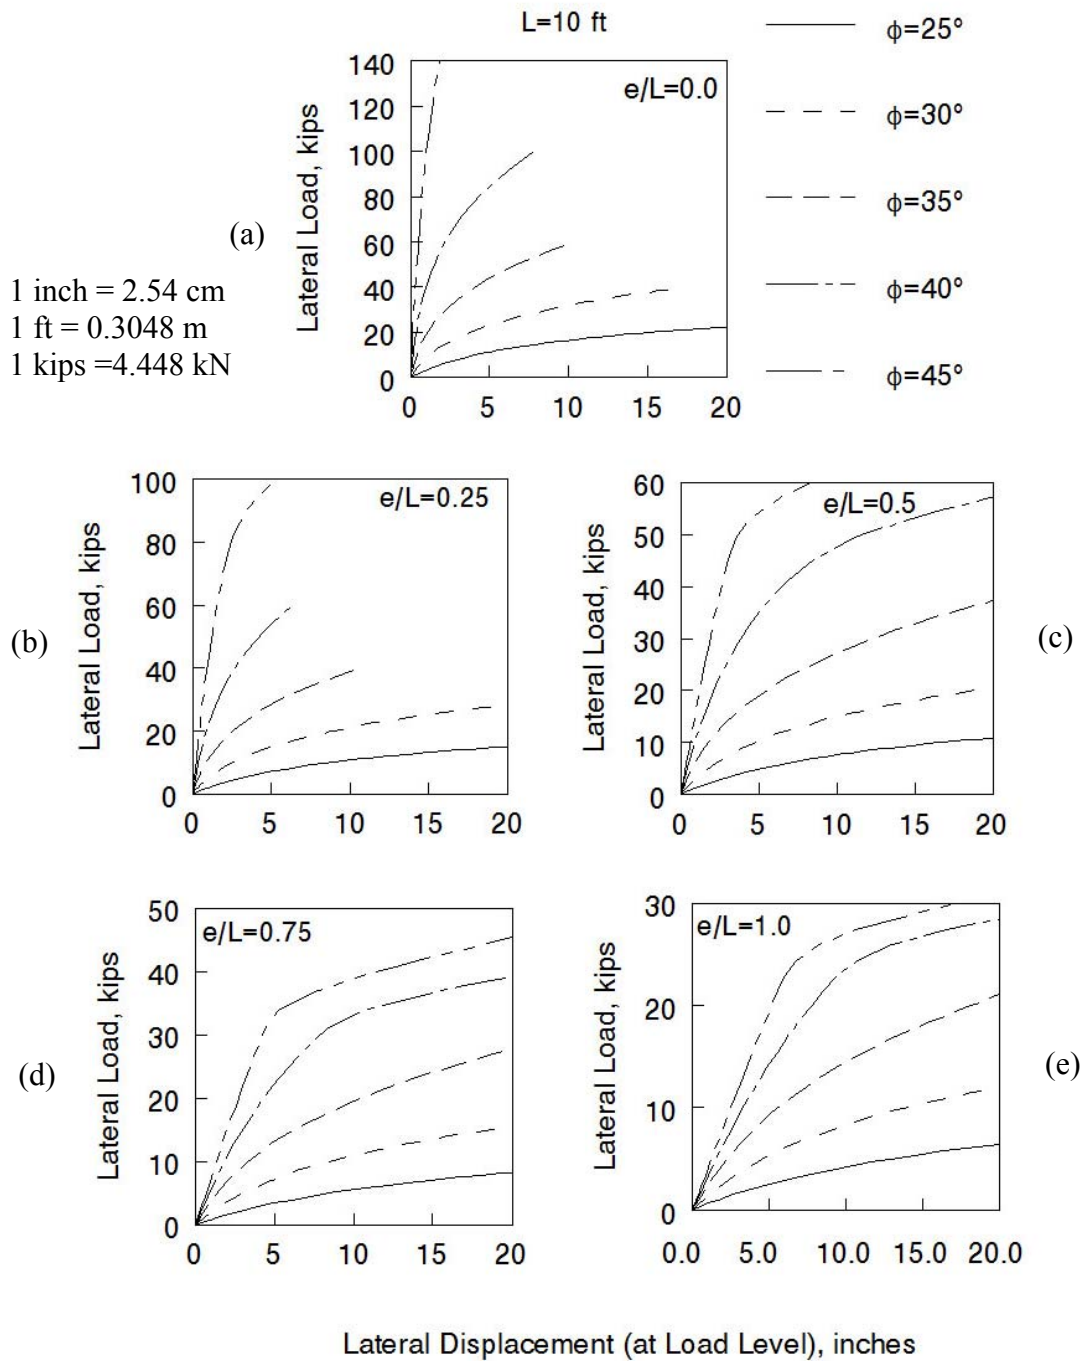 L=10 ft
ϕ=25°
ϕ=30°
ϕ=35°
ϕ=40°
ϕ=45°
(a)
1 inch = 2.54 cm
1 ft = 0.3048 m
1 kips =4.448 kN
Lateral Load, kips
e/L=0.0
140
120
100
80
60
40
20
0
0 5 10 15 20
(b)
Lateral Load, kips
e/L=0.25
100
80
60
40
20
0
0 5 10 15 20
(c)
Lateral Load, kips
e/L=0.5
60
50
40
30
20
10
0
0 5 10 15 20
(d)
Lateral Load, kips
e/L=0.75
50
40
30
20
10
0
0 5 10 15 20
(e)
Lateral Load, kips
e/L=1.0
30
20
10
0
0.0 5.0 10.0 15.0 20.0
Lateral Displacement (at Load Level), inches